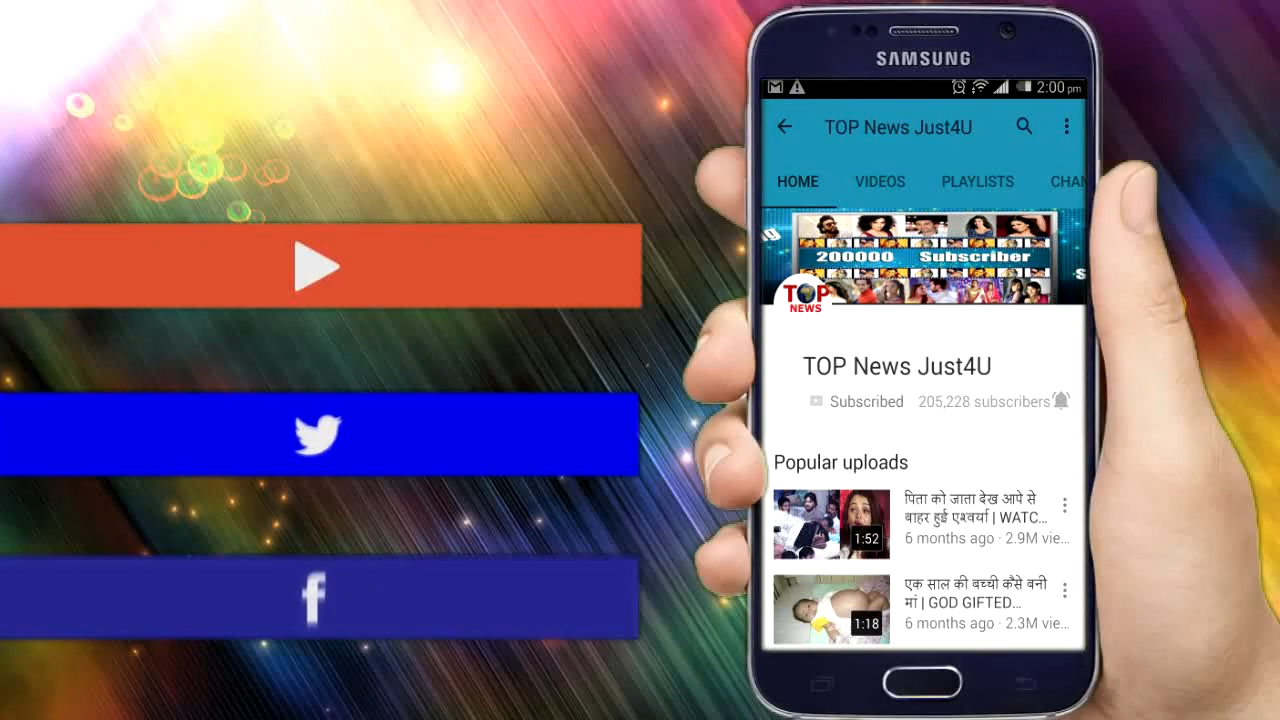 SAMSUNG
2:00 pm
TOP News Just4U
HOME VIDEOS PLAYLISTS CHAN
200000 Subscriber
TOP
NEWS
TOP News Just4U
Subscribed 205,228 subscribers
Popular uploads
पिता को जाता देख आपे से
बाहर हुई एश्वर्या | WATC...
1:52
6 months ago · 2.9M vie...
एक साल की बच्ची कैसे बनी
मां | GOD GIFTED...
1:18
6 months ago · 2.3M vie...